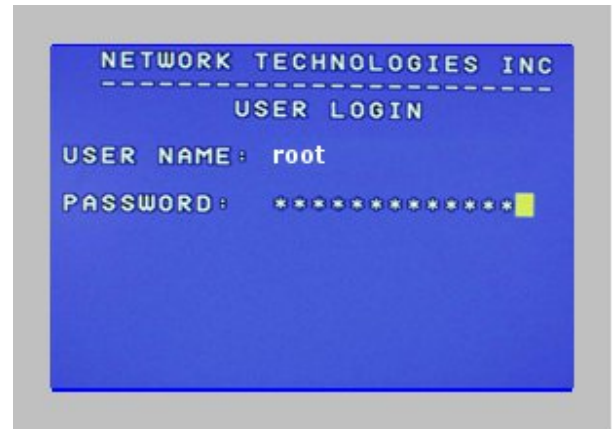 NETWORK TECHNOLOGIES INC
USER LOGIN
USER NAME: root
PASSWORD: *************